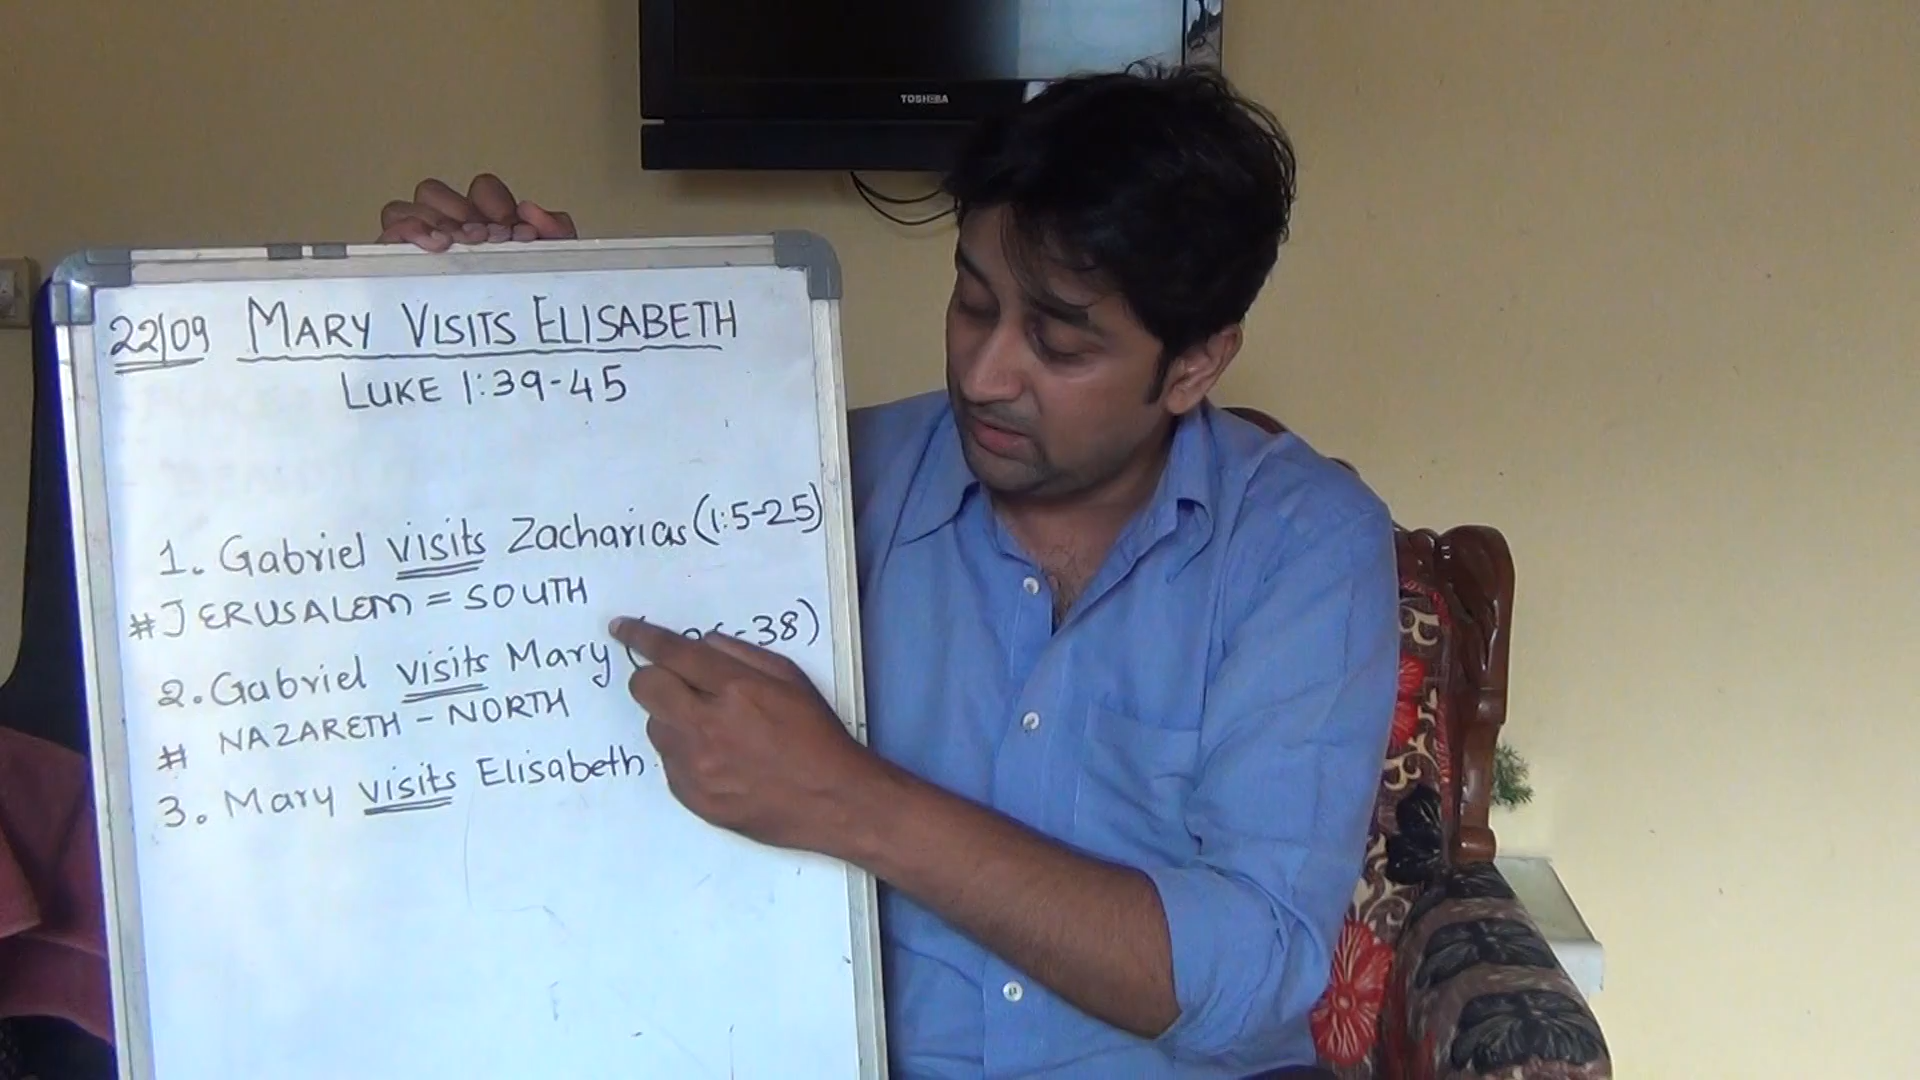 TOSHIBA
22/09 MARY VISITS ELISABETH
LUKE 1:39-45
1. Gabriel visits Zacharias (1:5-25)
# JERUSALEM = SOUTH
2. Gabriel visits Mary ( -38)
# NAZARETH - NORTH
3. Mary visits Elisabeth